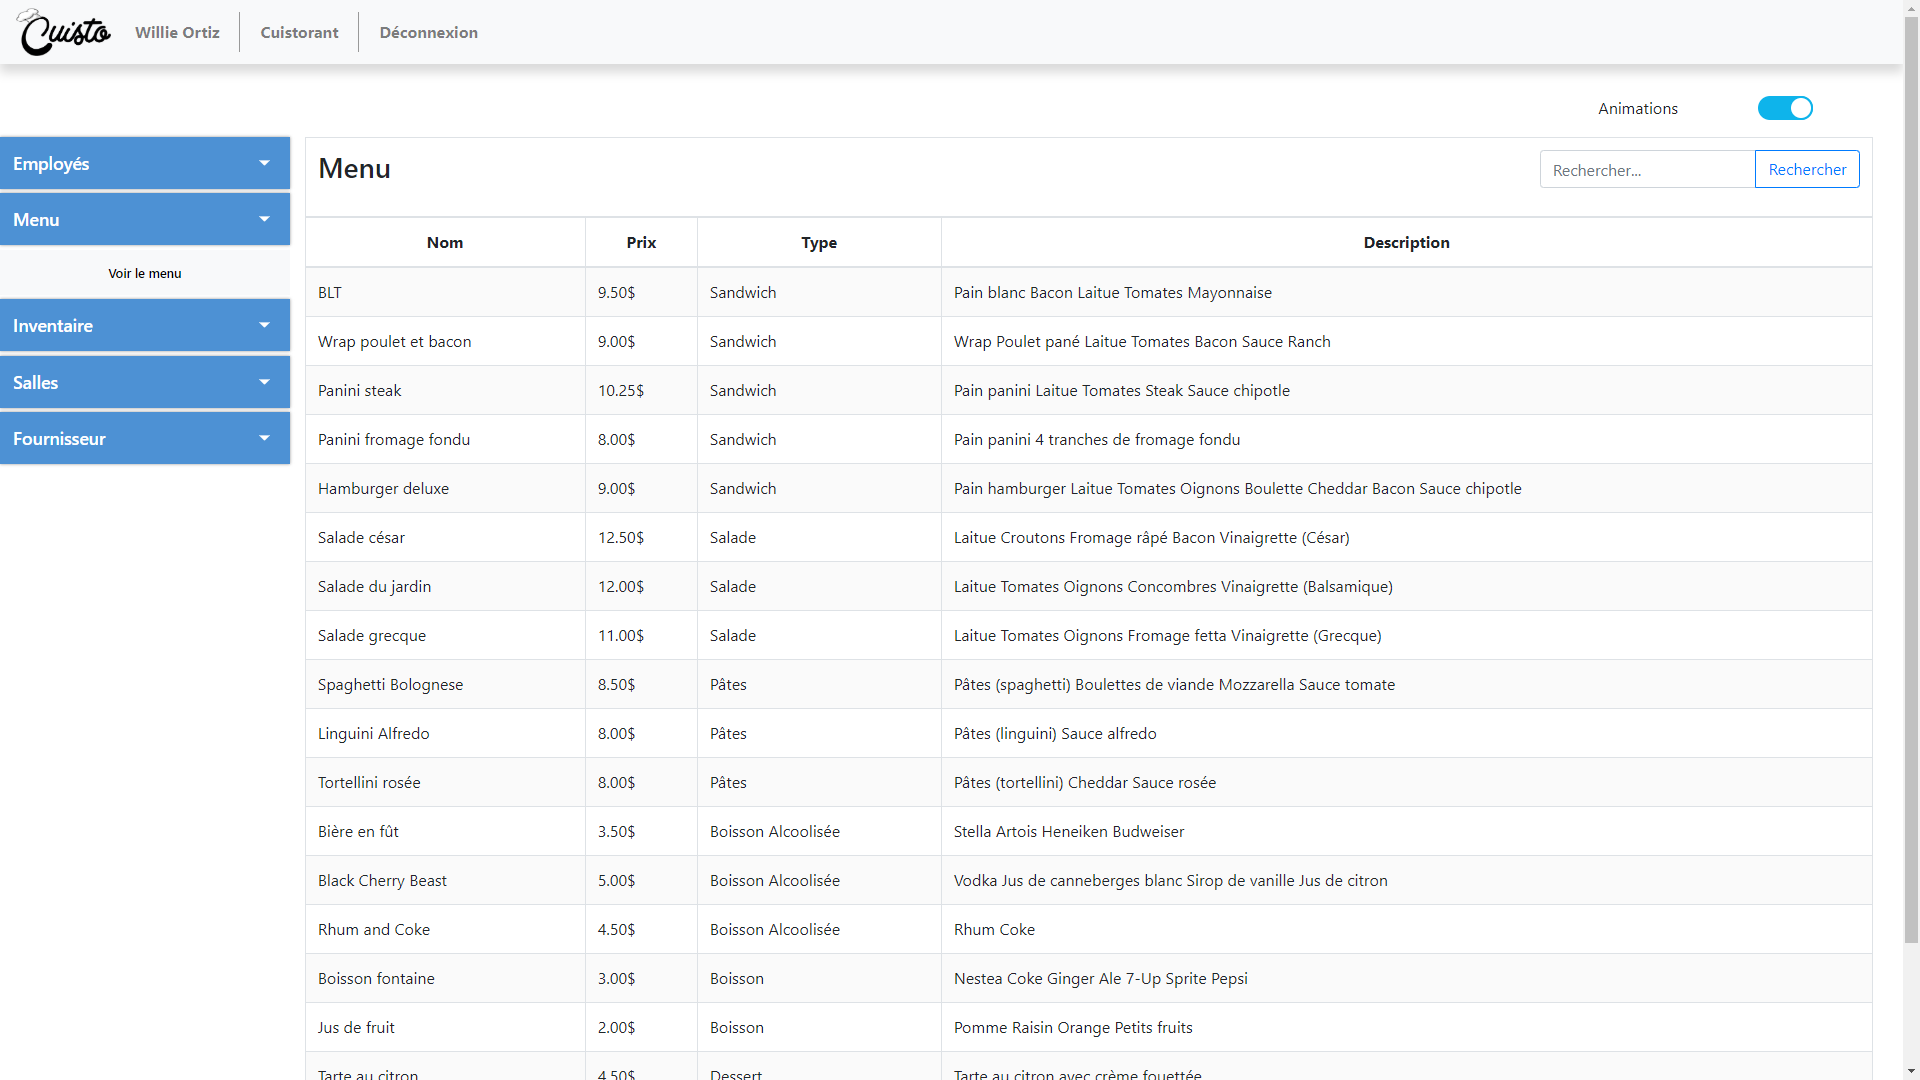 Cuisto Willie Ortiz Cuistorant Déconnexion
Animations
Employés
Menu
Voir le menu
Inventaire
Salles
Fournisseur
Menu Rechercher... Rechercher
Nom Prix Type Description
BLT 9.50$ Sandwich Pain blanc Bacon Laitue Tomates Mayonnaise
Wrap poulet et bacon 9.00$ Sandwich Wrap Poulet pané Laitue Tomates Bacon Sauce Ranch
Panini steak 10.25$ Sandwich Pain panini Laitue Tomates Steak Sauce chipotle
Panini fromage fondu 8.00$ Sandwich Pain panini 4 tranches de fromage fondu
Hamburger deluxe 9.00$ Sandwich Pain hamburger Laitue Tomates Oignons Boulette Cheddar Bacon Sauce chipotle
Salade césar 12.50$ Salade Laitue Croutons Fromage râpé Bacon Vinaigrette (César)
Salade du jardin 12.00$ Salade Laitue Tomates Oignons Concombres Vinaigrette (Balsamique)
Salade grecque 11.00$ Salade Laitue Tomates Oignons Fromage fetta Vinaigrette (Grecque)
Spaghetti Bolognese 8.50$ Pâtes Pâtes (spaghetti) Boulettes de viande Mozzarella Sauce tomate
Linguini Alfredo 8.00$ Pâtes Pâtes (linguini) Sauce alfredo
Tortellini rosée 8.00$ Pâtes Pâtes (tortellini) Cheddar Sauce rosée
Bière en fût 3.50$ Boisson Alcoolisée Stella Artois Heneiken Budweiser
Black Cherry Beast 5.00$ Boisson Alcoolisée Vodka Jus de canneberges blanc Sirop de vanille Jus de citron
Rhum and Coke 4.50$ Boisson Alcoolisée Rhum Coke
Boisson fontaine 3.00$ Boisson Nestea Coke Ginger Ale 7-Up Sprite Pepsi
Jus de fruit 2.00$ Boisson Pomme Raisin Orange Petits fruits
Tarte au citron 4.50$ Dessert Tarte au citron avec crème fouettée